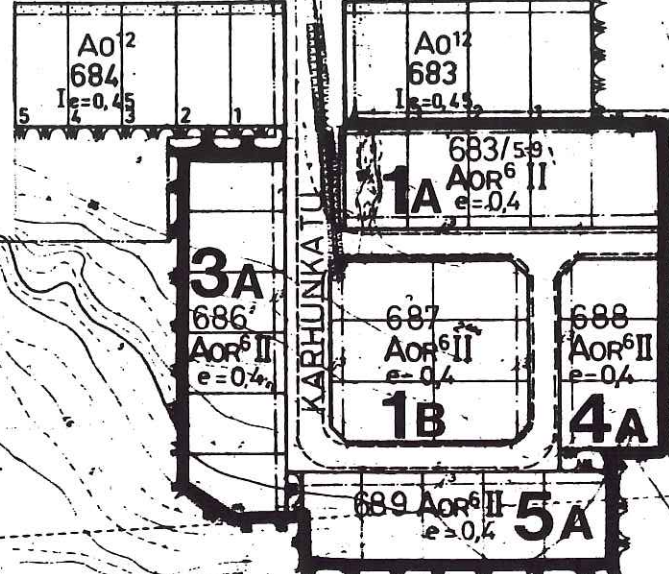 AO¹²
684
I e=0,45
5 4 3 2 1
AO¹²
683
I e=0,45
1
683/5-9
1A AOR⁶ II
e=0,4
3A
686
AOR⁶ II
e=0,4
KARHUNKATU
687
AOR⁶ II
e=0,4
1B
688
AOR⁶ II
e=0,4
4A
689 AOR⁶ II 5A
e=0,4